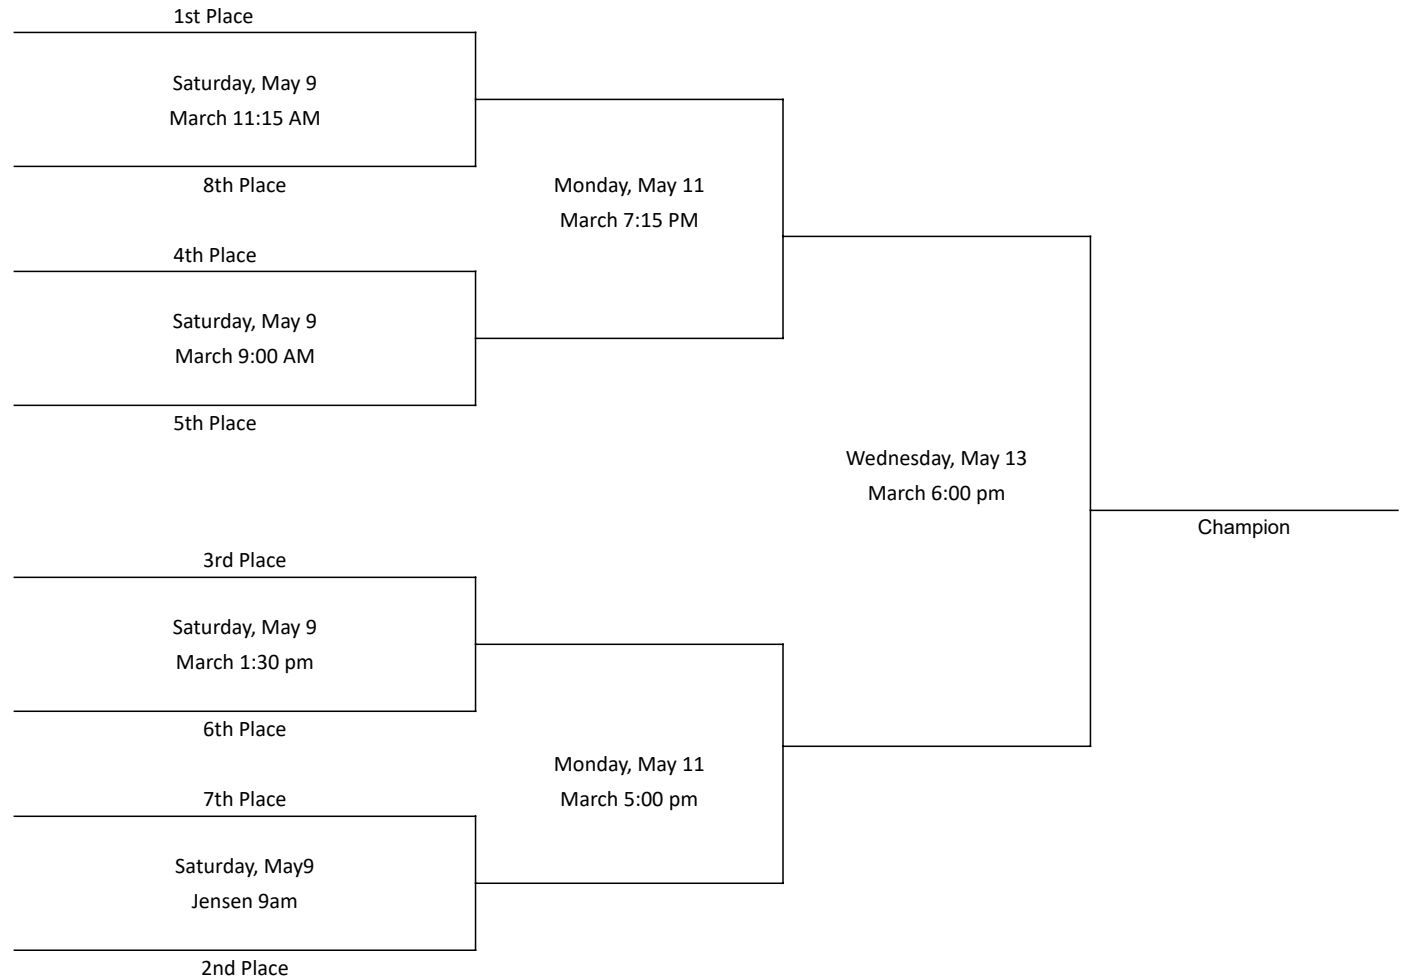 1st Place
Saturday, May 9
March 11:15 AM
8th Place
Monday, May 11
March 7:15 PM
4th Place
Saturday, May 9
March 9:00 AM
5th Place
Wednesday, May 13
March 6:00 pm
Champion
3rd Place
Saturday, May 9
March 1:30 pm
6th Place
Monday, May 11
March 5:00 pm
7th Place
Saturday, May9
Jensen 9am
2nd Place